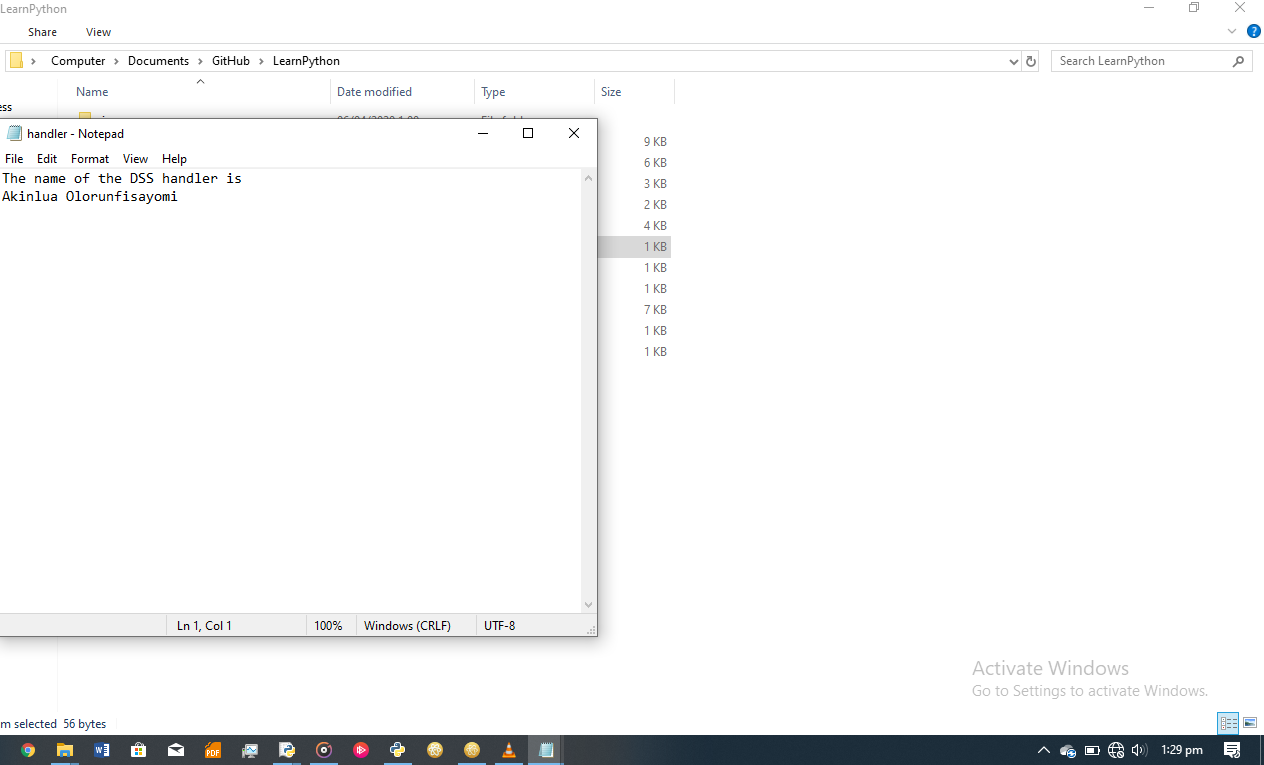 LearnPython
Share View
Computer Documents GitHub LearnPython
Search LearnPython
Name Date modified Type Size
ess
handler - Notepad
File Edit Format View Help
The name of the DSS handler is
Akinlua Olorunfisayomi
9 KB
6 KB
3 KB
2 KB
4 KB
1 KB
1 KB
1 KB
7 KB
1 KB
1 KB
Ln 1, Col 1 100% Windows (CRLF) UTF-8
Activate Windows
Go to Settings to activate Windows.
m selected 56 bytes
PDF
1:29 pm